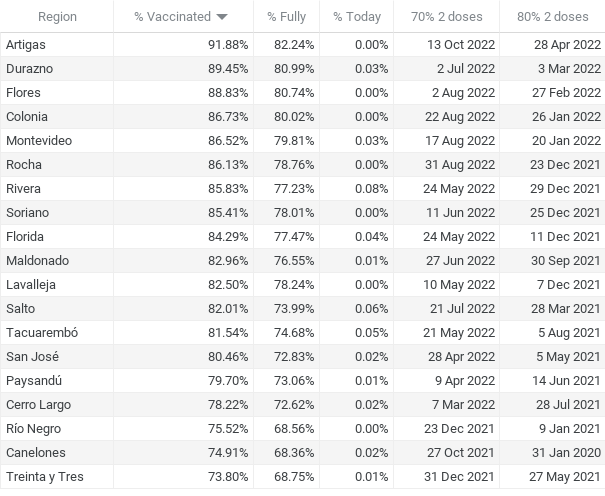 Region % Vaccinated % Fully % Today 70% 2 doses 80% 2 doses
Artigas 91.88% 82.24% 0.00% 13 Oct 2022 28 Apr 2022
Durazno 89.45% 80.99% 0.03% 2 Jul 2022 3 Mar 2022
Flores 88.83% 80.74% 0.00% 2 Aug 2022 27 Feb 2022
Colonia 86.73% 80.02% 0.00% 22 Aug 2022 26 Jan 2022
Montevideo 86.52% 79.81% 0.03% 17 Aug 2022 20 Jan 2022
Rocha 86.13% 78.76% 0.00% 31 Aug 2022 23 Dec 2021
Rivera 85.83% 77.23% 0.08% 24 May 2022 29 Dec 2021
Soriano 85.41% 78.01% 0.00% 11 Jun 2022 25 Dec 2021
Florida 84.29% 77.47% 0.04% 24 May 2022 11 Dec 2021
Maldonado 82.96% 76.55% 0.01% 27 Jun 2022 30 Sep 2021
Lavalleja 82.50% 78.24% 0.00% 10 May 2022 7 Dec 2021
Salto 82.01% 73.99% 0.06% 21 Jul 2022 28 Mar 2021
Tacuarembó 81.54% 74.68% 0.05% 21 May 2022 5 Aug 2021
San José 80.46% 72.83% 0.02% 28 Apr 2022 5 May 2021
Paysandú 79.70% 73.06% 0.01% 9 Apr 2022 14 Jun 2021
Cerro Largo 78.22% 72.62% 0.02% 7 Mar 2022 28 Jul 2021
Río Negro 75.52% 68.56% 0.00% 23 Dec 2021 9 Jan 2021
Canelones 74.91% 68.36% 0.02% 27 Oct 2021 31 Jan 2020
Treinta y Tres 73.80% 68.75% 0.01% 31 Dec 2021 27 May 2021